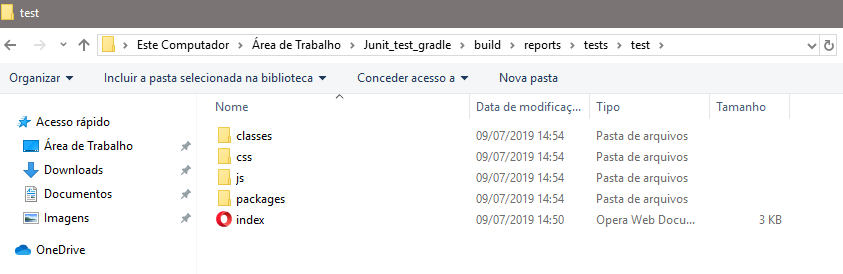 test
Este Computador > Área de Trabalho > Junit_test_gradle > build > reports > tests > test >
Organizar Incluir a pasta selecionada na biblioteca Conceder acesso a Nova pasta
Nome Data de modificaç... Tipo Tamanho
Acesso rápido
Área de Trabalho
Downloads
Documentos
Imagens
OneDrive
classes 09/07/2019 14:54 Pasta de arquivos
css 09/07/2019 14:54 Pasta de arquivos
js 09/07/2019 14:54 Pasta de arquivos
packages 09/07/2019 14:54 Pasta de arquivos
index 09/07/2019 14:50 Opera Web Docu... 3 KB